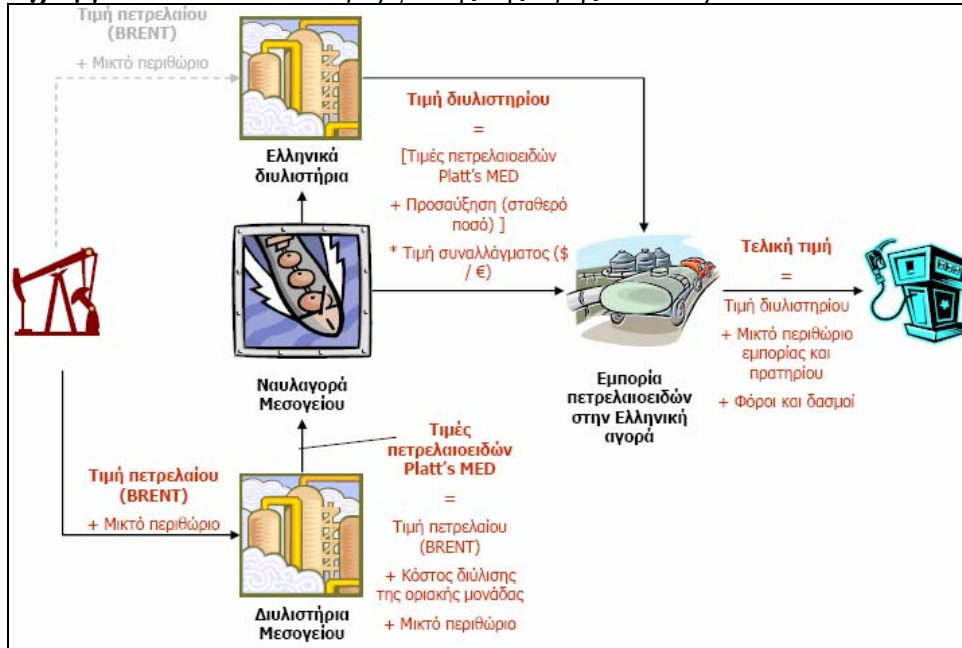 Τιμή πετρελαίου
(BRENT)
+ Μικτό περιθώριο
Ελληνικά
διυλιστήρια
Τιμή διυλιστηρίου
=
[Τιμές πετρελαιοειδών
Platt's MED
+ Προσαύξηση (σταθερό
ποσό) ]
* Τιμή συναλλάγματος ($
/ €)
Ναυλαγορά
Μεσογείου
Εμπορία
πετρελαιοειδών
στην Ελληνική
αγορά
Τελική τιμή
=
Τιμή διυλιστηρίου
+ Μικτό περιθώριο
εμπορίας και
πρατηρίου
+ Φόροι και δασμοί
Τιμή πετρελαίου
(BRENT)
+ Μικτό περιθώριο
Διυλιστήρια
Μεσογείου
Τιμές
πετρελαιοειδών
Platt's MED
=
Τιμή πετρελαίου
(BRENT)
+ Κόστος διύλισης
της οριακής μονάδας
+ Μικτό περιθώριο